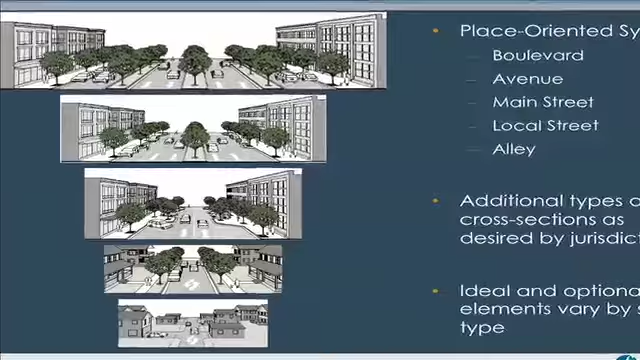 Place-Oriented Sy
Boulevard
Avenue
Main Street
Local Street
Alley
Additional types
cross-sections as
desired by jurisdict
Ideal and optiona
elements vary by
type